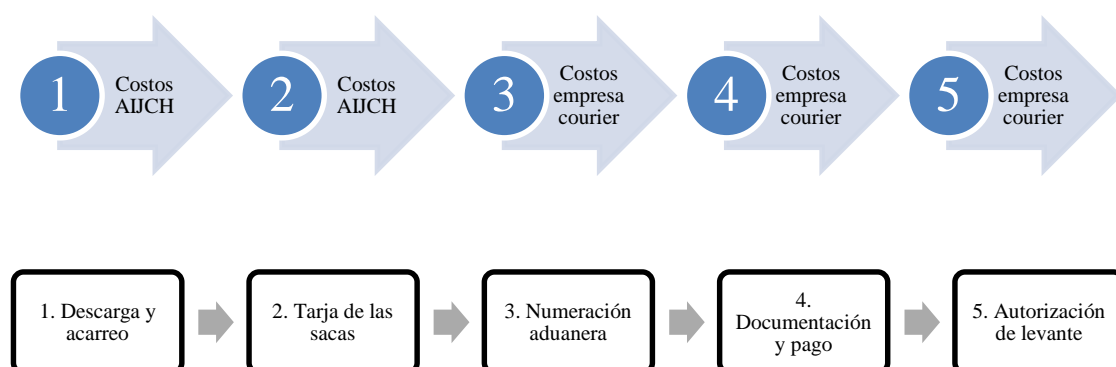 1
Costos
AIJCH
2
Costos
AIJCH
3
Costos
empresa
courier
4
Costos
empresa
courier
5
Costos
empresa
courier
1. Descarga y
acarreo
2. Tarja de las
sacas
3. Numeración
aduanera
4.
Documentación
y pago
5. Autorización
de levante